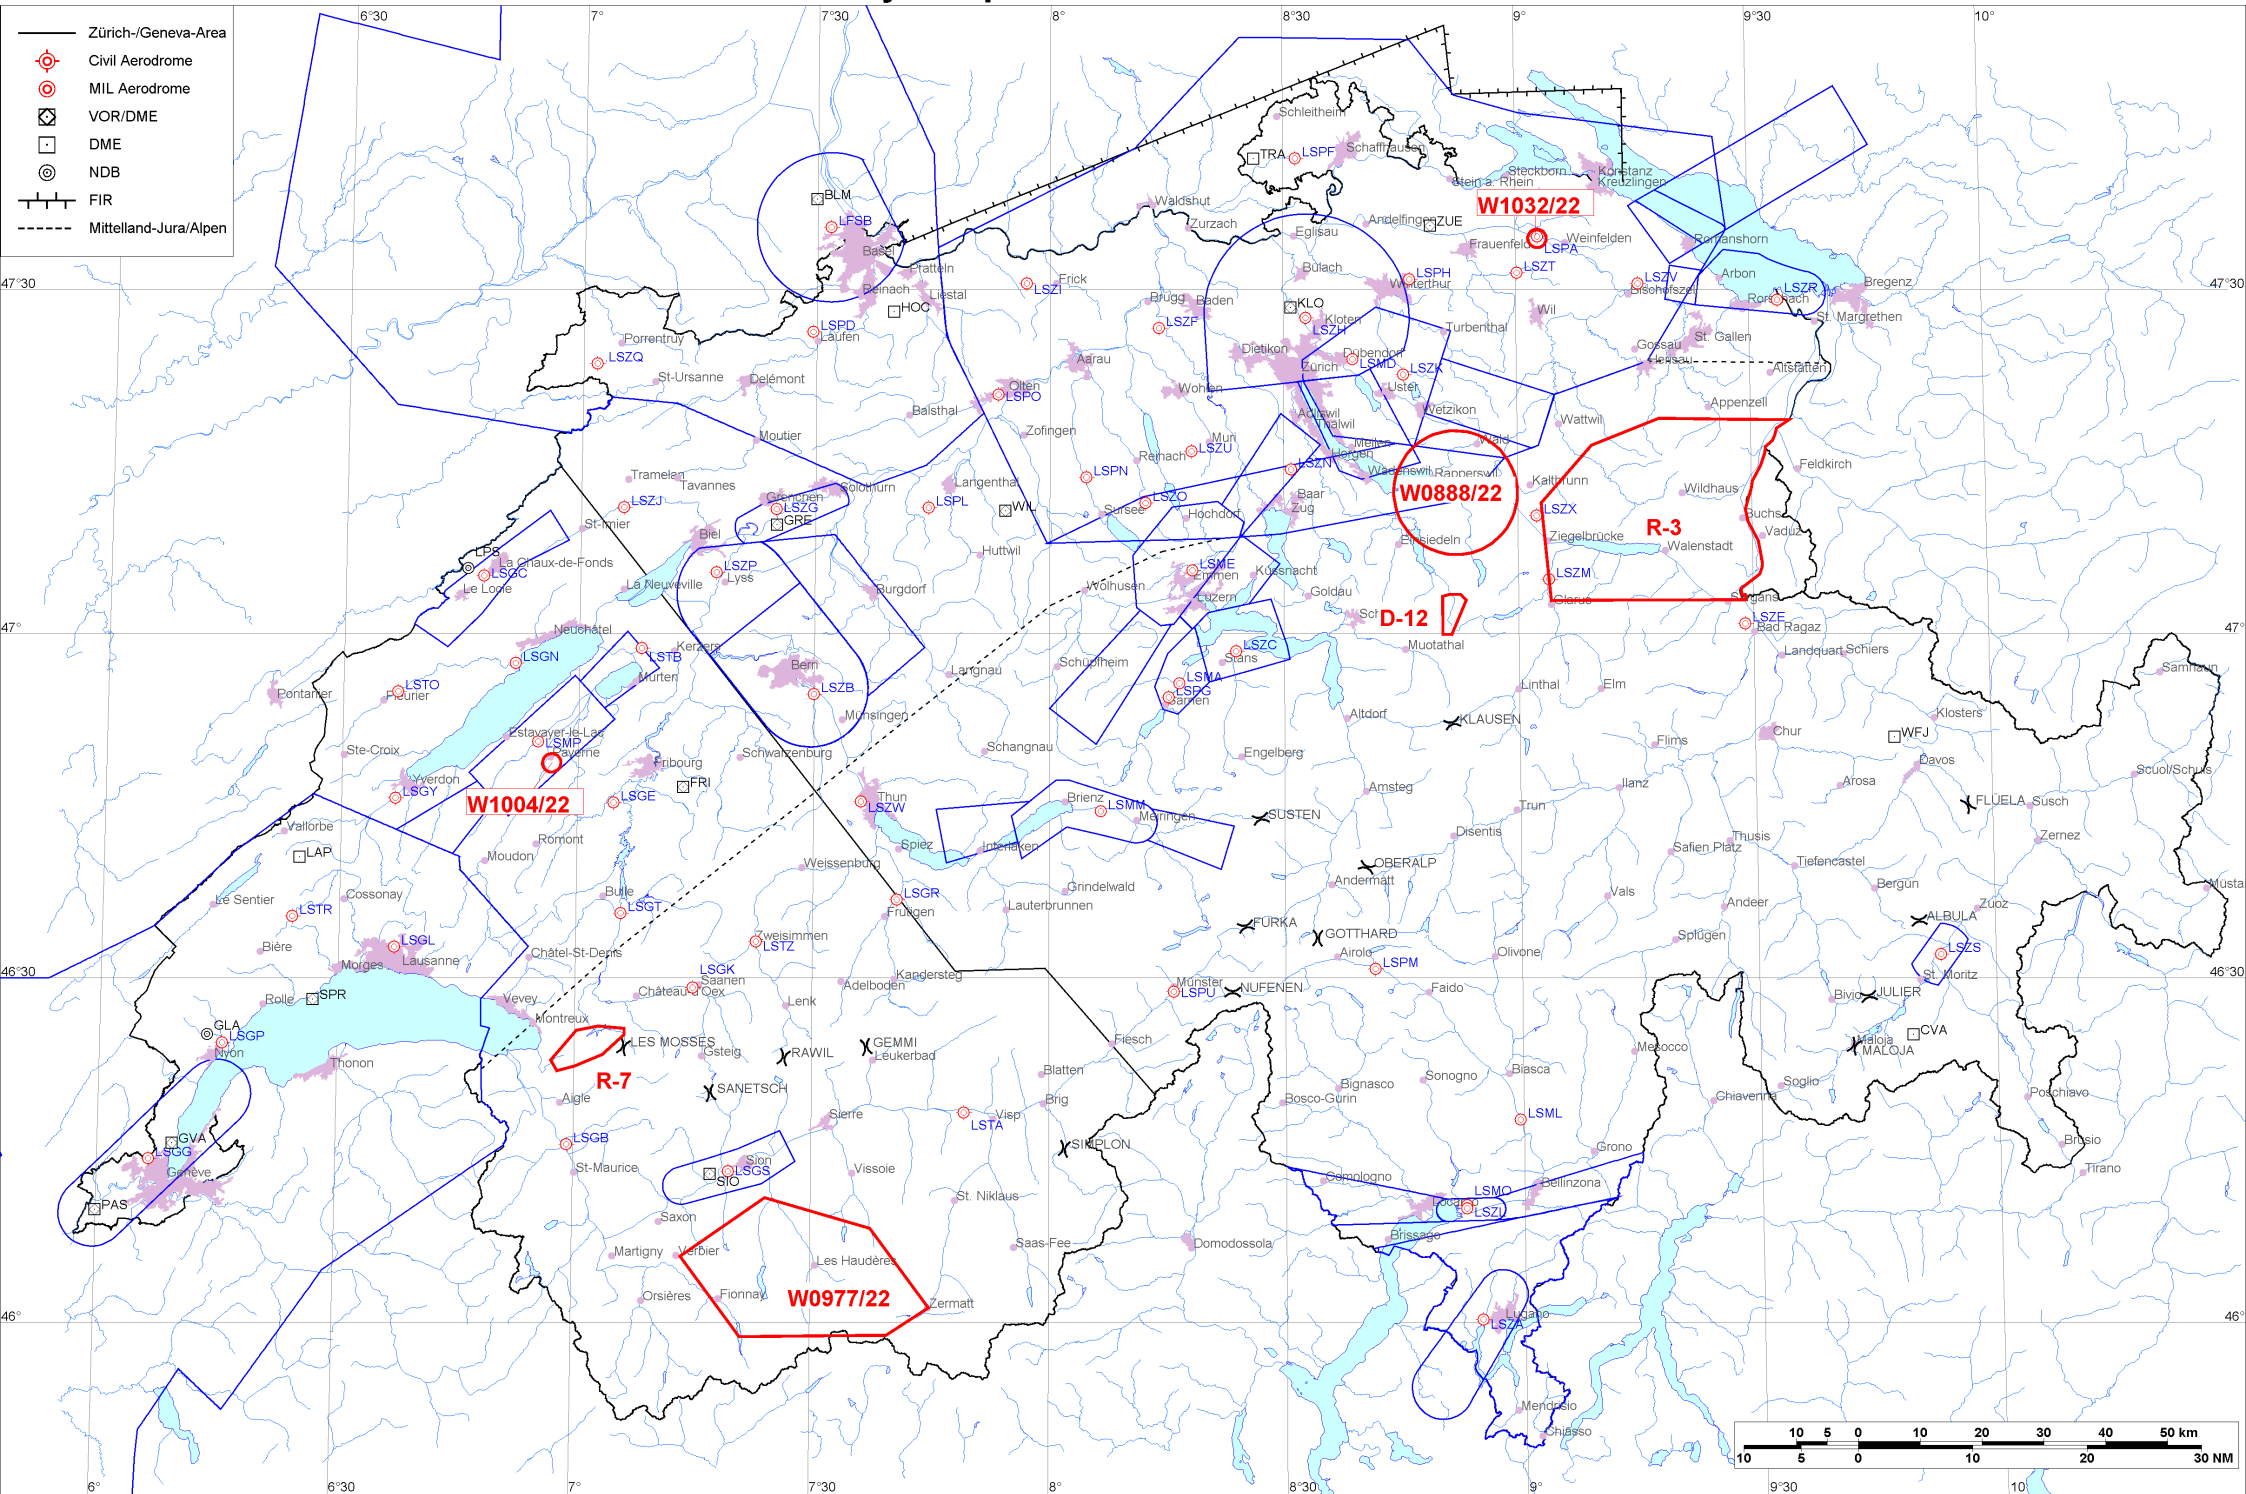 6°30
7°
7°30
8°
8°30
9°
9°30
10°
Zürich-/Geneva-Area
Civil Aerodrome
MIL Aerodrome
VOR/DME
DME
NDB
FIR
Mittelland-Jura/Alpen
Schleitheim
TRA
LSPF
Schaffhausen
Steckborn
Konstanz
Stein a. Rhein
Kreuzlingen
BLM
LFSB
Basel
Waldshut
Zurzach
Eglisau
Andelfingen
ZUE
W1032/22
LSPA
Weinfelden
Frauenfeld
Romanshorn
Pratteln
Reinach
Liestal
HOC
LSZI
Frick
Bülach
LSPH
Winterthur
LSZT
LSZV
Bischofszell
Arbon
LSZR
Rorschach
Bregenz
47°30
47°30
St. Margrethen
Brugg
Baden
KLO
Kloten
LSZH
LSZF
Wil
Turbenthal
St. Gallen
Gossau
Herisau
Altstätten
LSPD
Laufen
Porrentruy
LSZQ
St-Ursanne
Delémont
Aarau
Dietikon
Zürich
Dübendorf
LSMD
LSZK
Uster
Wetzikon
Olten
LSPO
Wohlen
Balsthal
Zofingen
Adliswil
Thalwil
Wattwil
Appenzell
Moutier
Muri
LSZU
Reinach
Meilen
Horgen
Wald
Tramelan
Tavannes
LSPN
LSZN
Wädenswil
Rapperswil
Kaltbrunn
Wildhaus
Feldkirch
Solothurn
Grenchen
LSZG
GRE
Langenthal
LSPL
WIL
LSZJ
St-Imier
Sursee
LSZO
Hochdorf
Baar
Zug
W0888/22
LSZX
R-3
Buchs
Vaduz
Biel
Ziegelbrücke
Walenstadt
Einsiedeln
LPS
La Chaux-de-Fonds
LSGC
Le Locle
LSZP
Lyss
La Neuveville
Huttwil
Burgdorf
Wolhusen
LSME
Emmen
Luzern
Küssnacht
Goldau
LSZM
Glarus
Sargans
D-12
LSZE
Bad Ragaz
47°
47°
Neuchâtel
Kerzers
LSTB
LSGN
Murten
Bern
LSZB
Langnau
Schüpfheim
LSZC
Stans
Muotathal
Landquart
Schiers
Samnaun
LSTO
Fleurier
Pontarlier
LSMA
LSPG
Sarnen
Linthal
Elm
Münsingen
Altdorf
KLAUSEN
Klosters
Estavayer-le-Lac
LSMP
Payerne
Ste-Croix
Schwarzenburg
Schangnau
Engelberg
Flims
Chur
WFJ
Davos
Fribourg
FRI
Yverdon
LSGY
W1004/22
LSGE
Thun
LSZW
Brienz
LSMM
Meiringen
Amsteg
Ilanz
Arosa
Scuol/Schuls
FLÜELA
Susch
SUSTEN
Trun
Vallorbe
Romont
Moudon
LAP
Spiez
Interlaken
Disentis
Thusis
Safien Platz
Zernez
Tiefencastel
Weissenburg
OBERALP
Andermatt
Bergün
Le Sentier
Cossonay
Bulle
LSGR
Grindelwald
Vals
LSTR
LSGT
Frutigen
Lauterbrunnen
FURKA
GOTTHARD
Andeer
Zuoz
ALBULA
Bière
LSGL
Lausanne
Morges
Zweisimmen
LSTZ
Châtel-St-Denis
Airolo
LSPM
Olivone
Splügen
LSZS
St. Moritz
46°30
46°30
LSGK
Saanen
Château-d'Oex
Kandersteg
Adelboden
Lenk
Münster
LSPU
NUFENEN
Faido
Bivio
JULIER
Rolle
SPR
Vevey
Montreux
GLA
LSGP
Nyon
CVA
Maloja
MALOJA
LES MOSSES
Gsteig
RAWIL
GEMMI
Leukerbad
Fiesch
Mesocco
Thonon
R-7
SANETSCH
Blatten
Bignasco
Sonogno
Biasca
Soglio
Poschiavo
Aigle
Brig
Bosco-Gurin
Chiavenna
Sierre
LSTA
Visp
LSML
GVA
LSGG
Genève
LSGB
SIMPLON
Grono
Brusio
Tirano
St-Maurice
Sion
LSGS
SIO
Vissoie
Comologno
Bellinzona
PAS
St. Niklaus
LSMO
LSZL
Saxon
Brissago
Martigny
Verbier
Les Haudères
Saas-Fee
Domodossola
Orsières
Fionnay
W0977/22
Zermatt
46°
46°
Lugano
LSZA
Mendrisio
Chiasso
10 5 0 10 20 30 40 50 km
10 5 0 10 20 30 NM
6°
6°30
7°
7°30
8°
8°30
9°
9°30
10